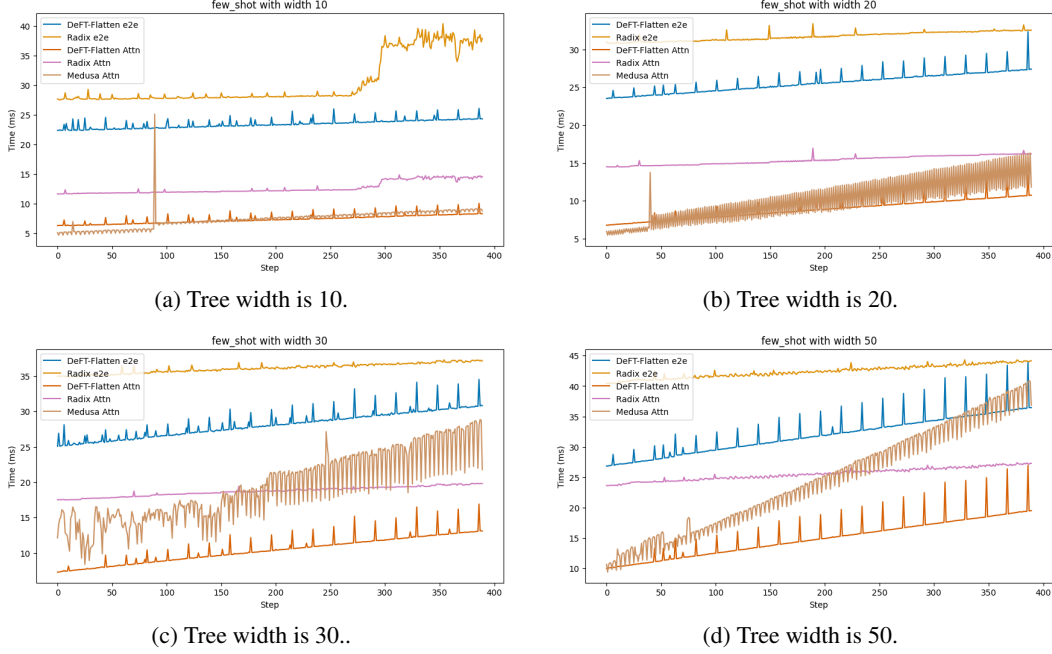 few_shot with width 10
DeFT-Flatten e2e
Radix e2e
DeFT-Flatten Attn
Radix Attn
Medusa Attn
Time (ms)
40
35
30
25
20
15
10
5
0 50 100 150 200 250 300 350 400
Step
(a) Tree width is 10.
few_shot with width 20
DeFT-Flatten e2e
Radix e2e
DeFT-Flatten Attn
Radix Attn
Medusa Attn
Time (ms)
30
25
20
15
10
5
0 50 100 150 200 250 300 350 400
Step
(b) Tree width is 20.
few_shot with width 30
DeFT-Flatten e2e
Radix e2e
DeFT-Flatten Attn
Radix Attn
Medusa Attn
Time (ms)
35
30
25
20
15
10
0 50 100 150 200 250 300 350 400
Step
(c) Tree width is 30..
few_shot with width 50
DeFT-Flatten e2e
Radix e2e
DeFT-Flatten Attn
Radix Attn
Medusa Attn
Time (ms)
45
40
35
30
25
20
15
10
0 50 100 150 200 250 300 350 400
Step
(d) Tree width is 50.